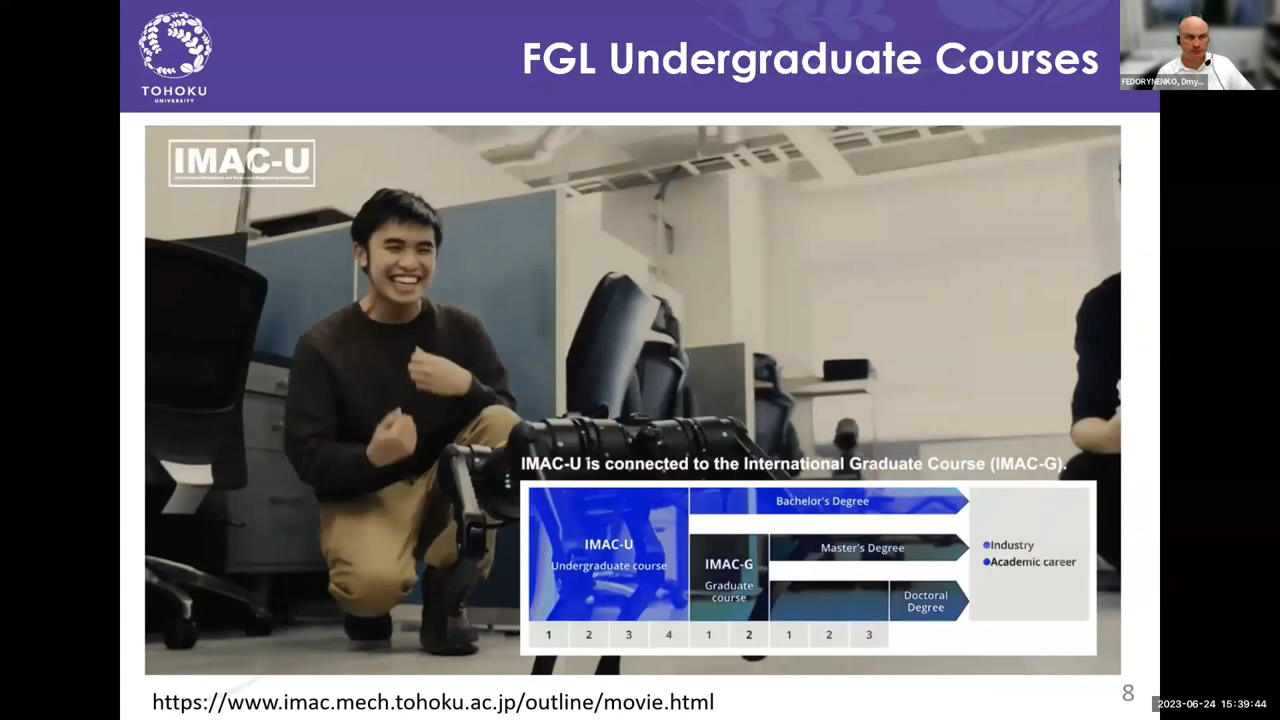 TOHOKU
UNIVERSITY
FGL Undergraduate Courses
FEDORYNENKO, Dmy...
IMAC-U
IMAC-U is connected to the International Graduate Course (IMAC-G).
Bachelor's Degree
IMAC-U
Undergraduate course
IMAC-G
Graduate
course
Master's Degree
Doctoral
Degree
Industry
Academic career
1 2 3 4 1 2 1 2 3
https://www.imac.mech.tohoku.ac.jp/outline/movie.html
8
2023-06-24 15:39:44